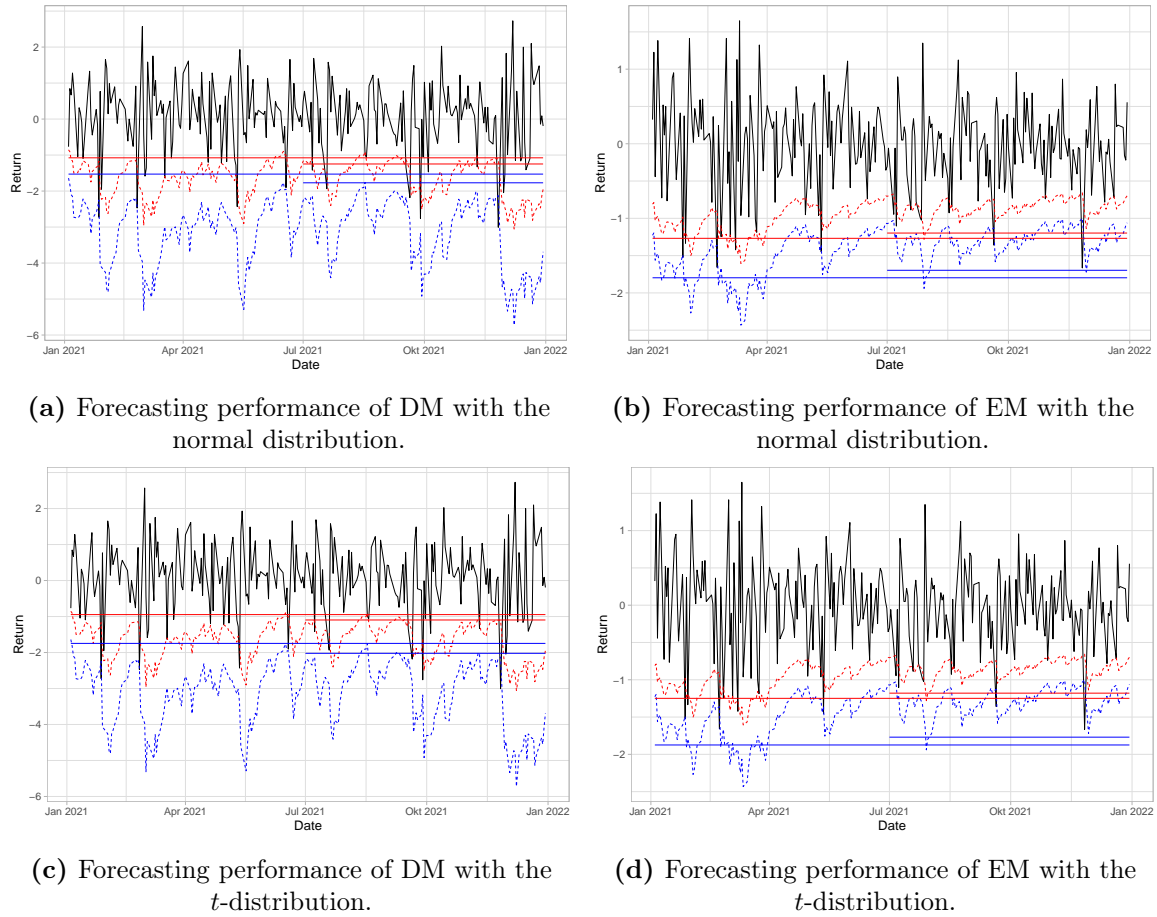 2
0
−2
−4
−6
Return
Jan 2021 Apr 2021 Jul 2021 Okt 2021 Jan 2022
Date
1
0
−1
−2
Return
Jan 2021 Apr 2021 Jul 2021 Okt 2021 Jan 2022
Date
(a) Forecasting performance of DM with the
normal distribution.
(b) Forecasting performance of EM with the
normal distribution.
2
0
−2
−4
−6
Return
Jan 2021 Apr 2021 Jul 2021 Okt 2021 Jan 2022
Date
1
0
−1
−2
Return
Jan 2021 Apr 2021 Jul 2021 Okt 2021 Jan 2022
Date
(c) Forecasting performance of DM with the
t-distribution.
(d) Forecasting performance of EM with the
t-distribution.